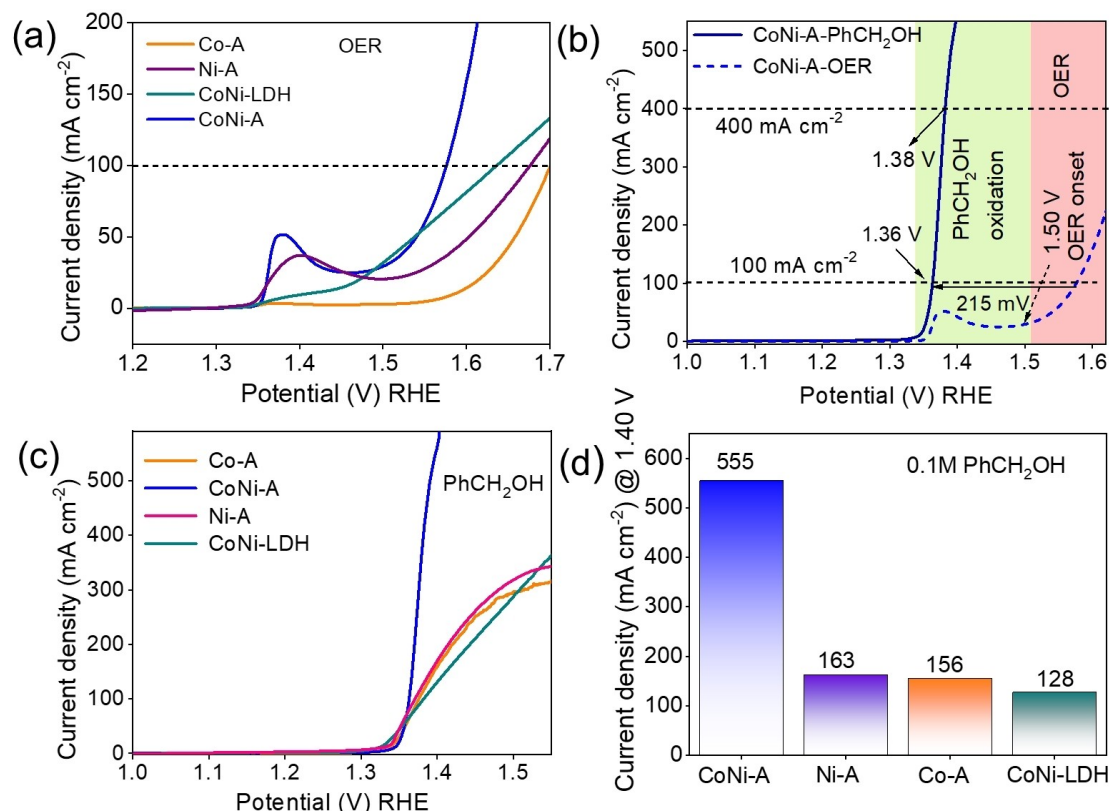 (a)
OER
Co-A
Ni-A
CoNi-LDH
CoNi-A
Current density (mA cm⁻²)
200
150
100
50
0
1.2 1.3 1.4 1.5 1.6 1.7
Potential (V) RHE
(b)
CoNi-A-PhCH₂OH
CoNi-A-OER
OER
400 mA cm⁻²
1.38 V
PhCH₂OH
oxidation
1.50 V
OER onset
1.36 V
100 mA cm⁻²
215 mV
Current density (mA cm⁻²)
500
400
300
200
100
0
1.0 1.1 1.2 1.3 1.4 1.5 1.6
Potential (V) RHE
(c)
Co-A
CoNi-A
Ni-A
CoNi-LDH
PhCH₂OH
Current density (mA cm⁻²)
500
400
300
200
100
0
1.0 1.1 1.2 1.3 1.4 1.5
Potential (V) RHE
(d)
0.1M PhCH₂OH
Current density (mA cm⁻²) @ 1.40 V
600
500
400
300
200
100
0
555
163
156
128
CoNi-A Ni-A Co-A CoNi-LDH